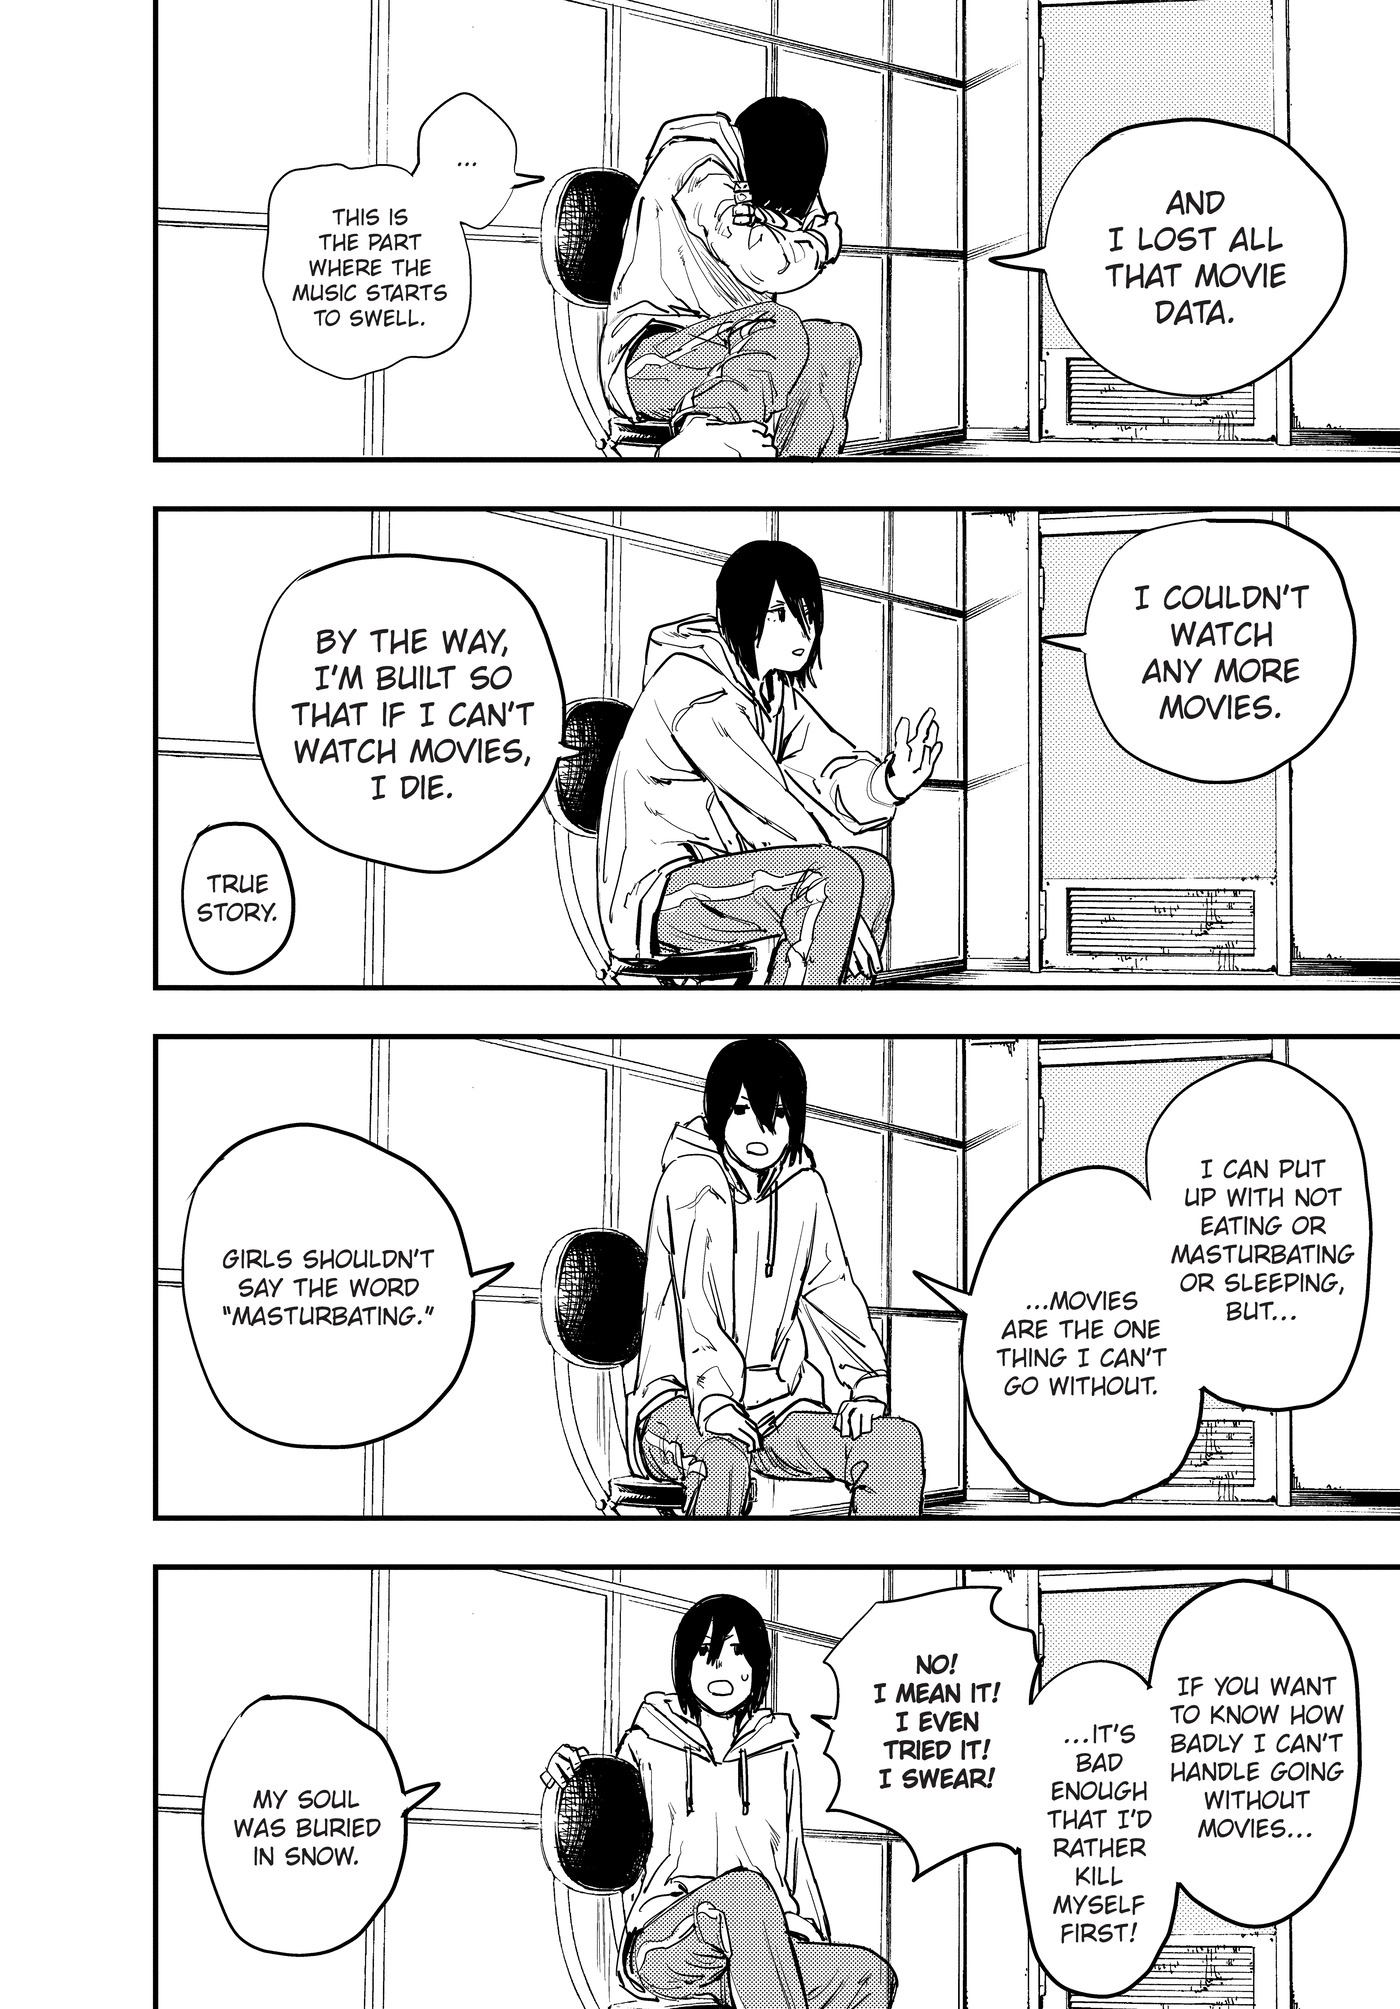 AND
I LOST ALL
THAT MOVIE
DATA.
...
THIS IS
THE PART
WHERE THE
MUSIC STARTS
TO SWELL.
I COULDN'T
WATCH
ANY MORE
MOVIES.
BY THE WAY,
I'M BUILT SO
THAT IF I CAN'T
WATCH MOVIES,
I DIE.
TRUE
STORY.
I CAN PUT
UP WITH NOT
EATING OR
MASTURBATING
OR SLEEPING,
BUT...
...MOVIES
ARE THE ONE
THING I CAN'T
GO WITHOUT.
GIRLS SHOULDN'T
SAY THE WORD
"MASTURBATING."
IF YOU WANT
TO KNOW HOW
BADLY I CAN'T
HANDLE GOING
WITHOUT
MOVIES...
...IT'S
BAD
ENOUGH
THAT I'D
RATHER
KILL
MYSELF
FIRST!
NO!
I MEAN IT!
I EVEN
TRIED IT!
I SWEAR!
MY SOUL
WAS BURIED
IN SNOW.